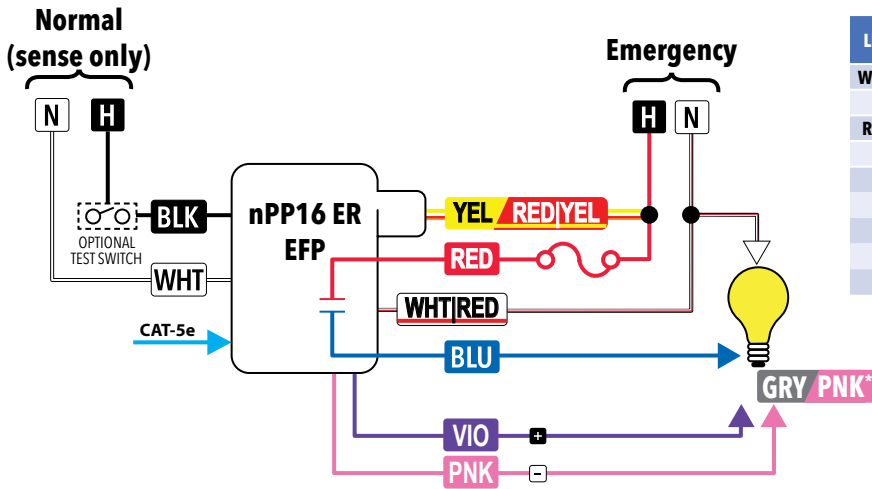 Normal
(sense only)
Emergency
N H
H N
nPP16 ER
EFP
BLK
OPTIONAL
TEST SWITCH
WHT
CAT-5e
YEL RED|YEL
RED
WHT|RED
BLU
GRY PNK*
VIO +
PNK -
L
W
R